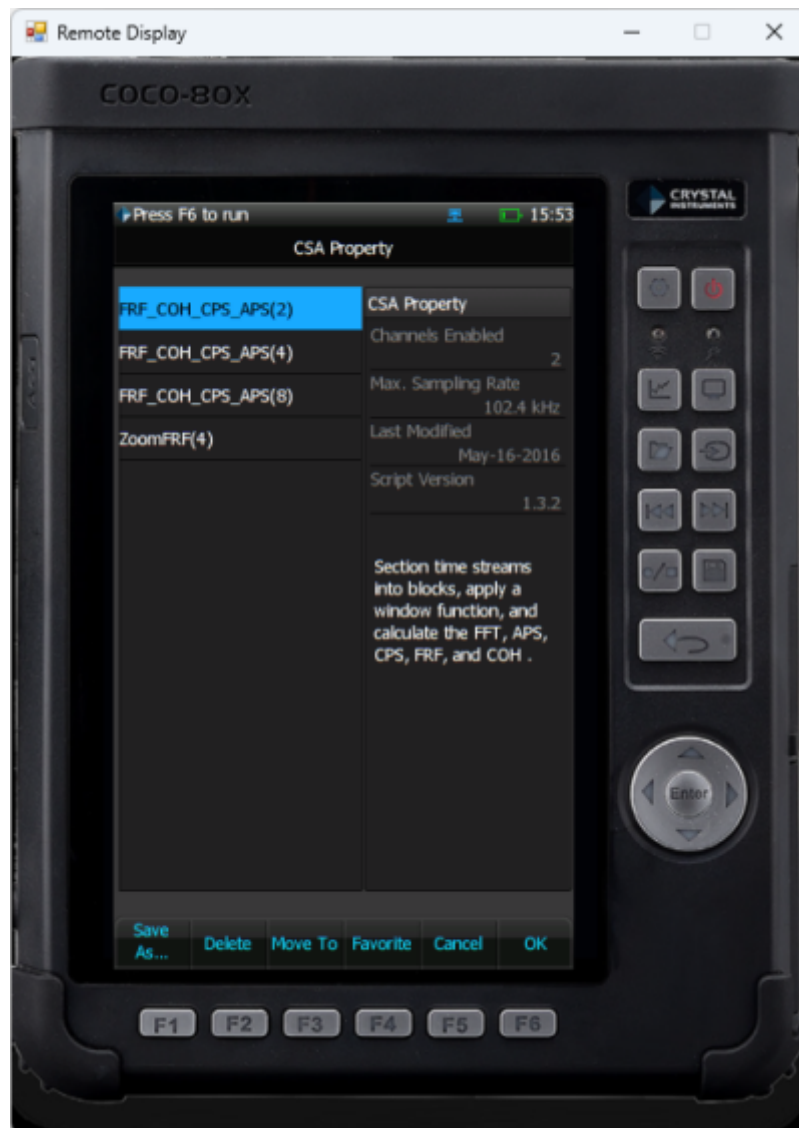 Remote Display
COCO-80X
CRYSTAL
INSTRUMENTS
Press F6 to run
15:53
CSA Property
FRF_COH_CPS_APS(2)
FRF_COH_CPS_APS(4)
FRF_COH_CPS_APS(8)
ZoomFRF(4)
CSA Property
Channels Enabled
2
Max. Sampling Rate
102.4 kHz
Last Modified
May-16-2016
Script Version
1.3.2
Section time streams
into blocks, apply a
window function, and
calculate the FFT, APS,
CPS, FRF, and COH .
Enter
Save
As...
Delete
Move To
Favorite
Cancel
OK
F1
F2
F3
F4
F5
F6